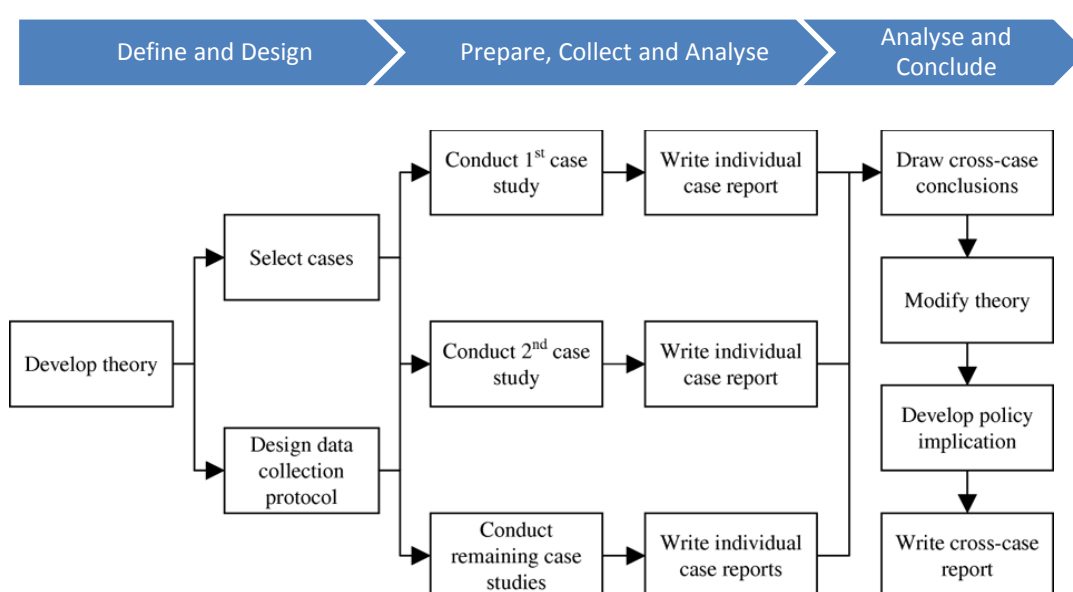 Define and Design
Prepare, Collect and Analyse
Analyse and
Conclude
Conduct 1st case
study
Write individual
case report
Draw cross-case
conclusions
Select cases
Modify theory
Develop theory
Conduct 2nd case
study
Write individual
case report
Develop policy
implication
Design data
collection
protocol
Conduct
remaining case
studies
Write individual
case reports
Write cross-case
report